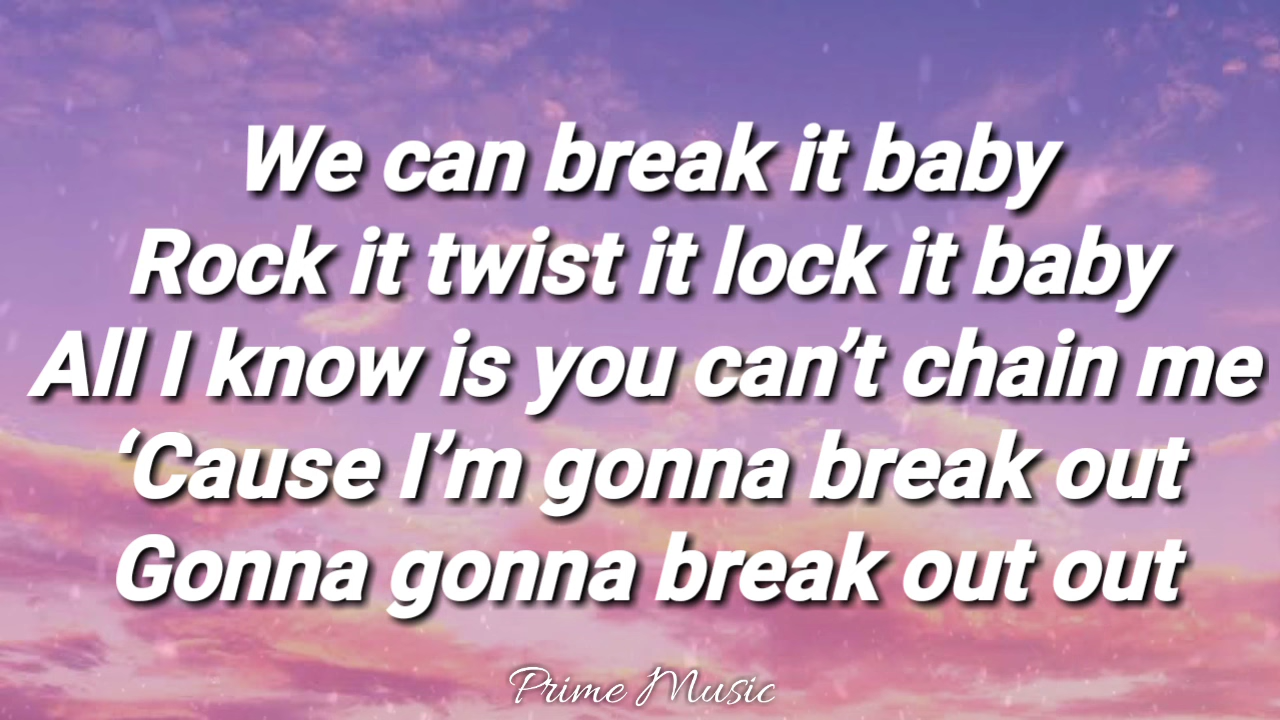 We can break it baby
Rock it twist it lock it baby
All I know is you can’t chain me
‘Cause I’m gonna break out
Gonna gonna break out out
Prime Music